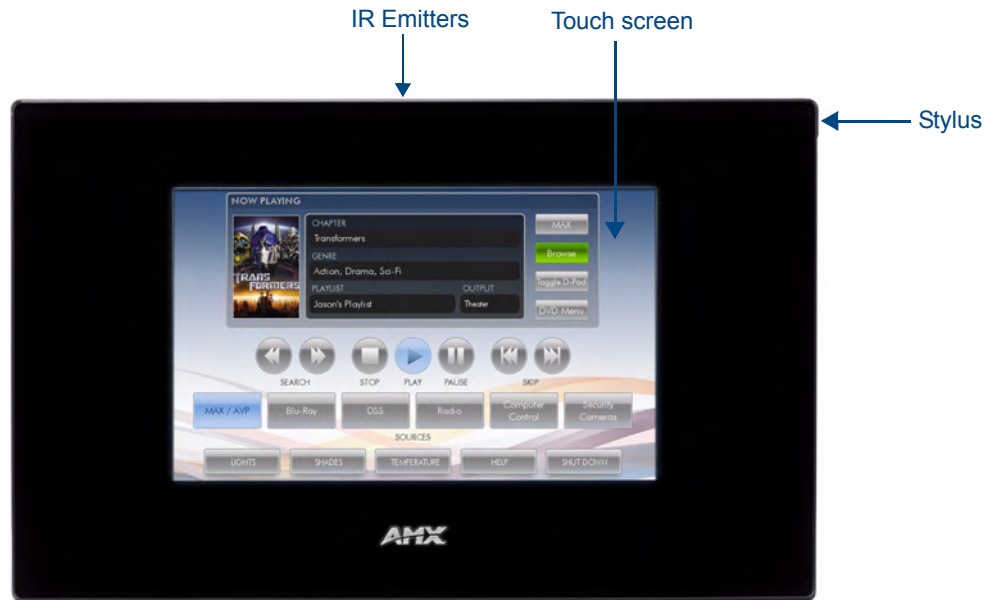 IR Emitters
Touch screen
Stylus
NOW PLAYING
CHAPTER
Transformers
GENRE
Action, Drama, Sci-Fi
PLAYLIST
OUTPUT
Jason's Playlist
Theater
TRANSFORMERS
MAX
Browse
Toggle D-Pad
DVD Menu
SEARCH
STOP
PLAY
PAUSE
SKIP
MAX / AVP
Blu-Ray
DSS
Radio
Computer
Control
Security
Cameras
SOURCES
LIGHTS
SHADES
TEMPERATURE
HELP
SHUT DOWN
AMX